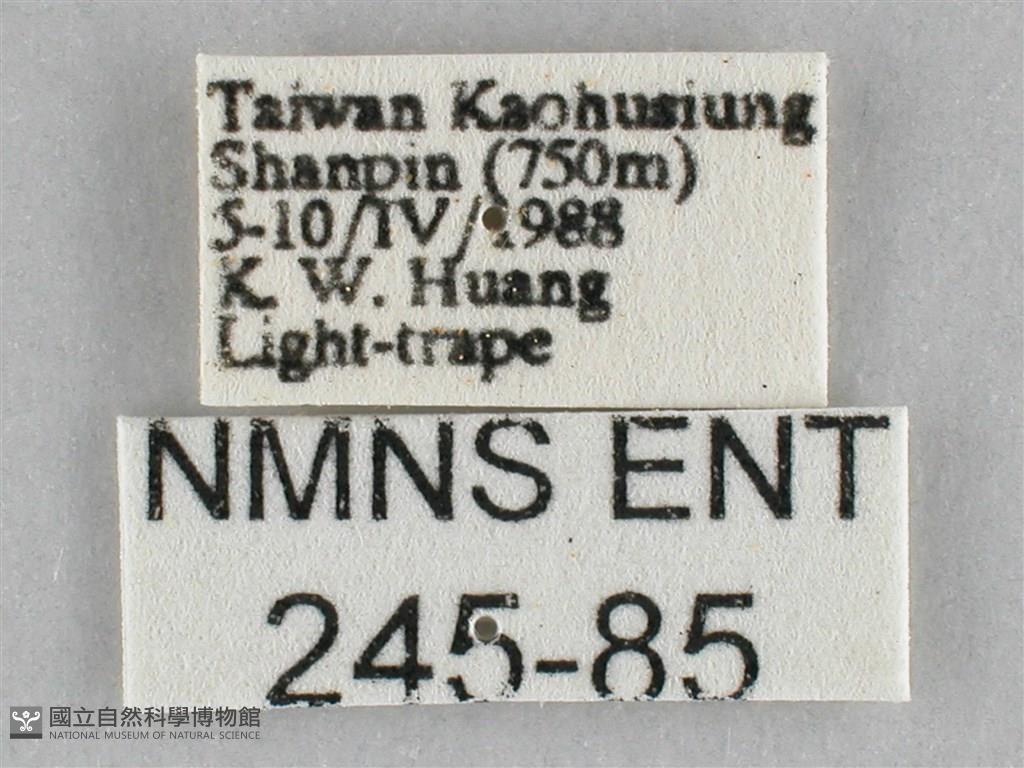 Taiwan Kaohusiung
Shanpin (750m)
5-10/IV/1988
K. W. Huang
Light-trape
NMNS ENT
245-85
國立自然科學博物館
NATIONAL MUSEUM OF NATURAL SCIENCE